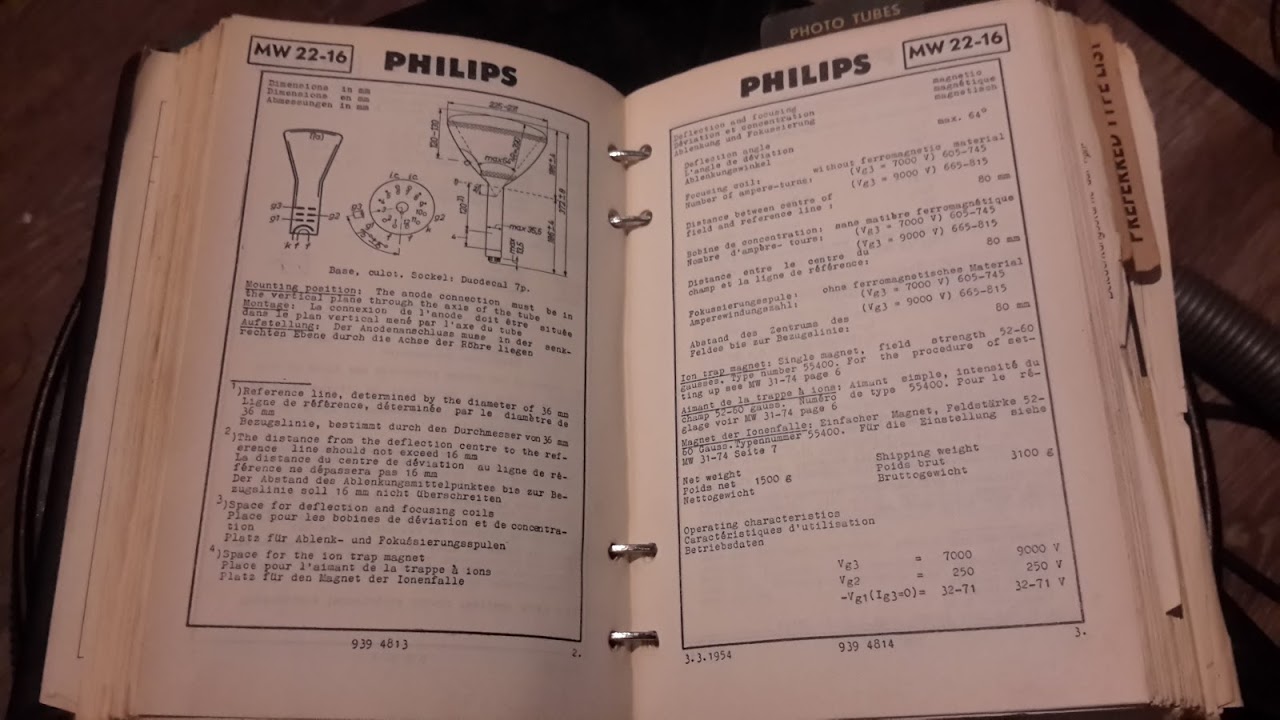 MW 22-16
PHILIPS
Dimensions in mm
Dimensions en mm
Abmessungen in mm
g3
g1
k f f
ic ic
g3
g2
max 35,5
Base, culot, Sockel: Duodecal 7p.
Mounting position: The anode connection must be in
the vertical plane through the axis of the tube
Montage: La connexion de l'anode doit être située
dans le plan vertical mené par l'axe du tube
Aufstellung: Der Anodenanschluss muss in der senk-
rechten Ebene durch die Achse der Röhre liegen
1)Reference line, determined by the diameter of 36 mm
Ligne de référence, déterminée par le diamètre de
36 mm
Bezugslinie, bestimmt durch den Durchmesser von 36 mm
2)The distance from the deflection centre to the ref-
erence line should not exceed 16 mm
La distance du centre de déviation au ligne de ré-
férence ne dépassera pas 16 mm
Der Abstand des Ablenkungsmittelpunktes bis zur Be-
zugslinie soll 16 mm nicht überschreiten
3)Space for deflection and focusing coils
Place pour les bobines de déviation et de concentra-
tion
Platz für Ablenk- und Fokussierungsspulen
4)Space for the ion trap magnet
Place pour l'aimant de la trappe à ions
Platz für den Magnet der Ionenfalle
939 4813
2.
PHOTO TUBES
PHILIPS
MW 22-16
Deflection and focusing
Déviation et concentration
Ablenkung und Fokussierung
magnetic
magnétique
magnetisch
Deflection angle
L'angle de déviation
Ablenkungswinkel
max. 64°
Focusing coil: without ferromagnetic material
Number of ampere-turns: (Vg3 = 7000 V) 605-745
(Vg3 = 9000 V) 665-815
Distance between centre of
field and reference line : 80 mm
Bobine de concentration: sans matière ferromagnétique
Nombre d'ampère- tours: (Vg3 = 7000 V) 605-745
(Vg3 = 9000 V) 665-815
Distance entre le centre du
champ et la ligne de référence: 80 mm
Fokussierungsspule: ohne ferromagnetisches Material
Amperewindungszahl: (Vg3 = 7000 V) 605-745
(Vg3 = 9000 V) 665-815
Abstand des Zentrums des
Feldes bis zur Bezugslinie: 80 mm
Ion trap magnet: Single magnet, field strength 52-60
gausses. Type number 55400. For the procedure of set-
ting up see MW 31-74 page 6
Aimant de la trappe à ions: Aimant simple, intensité du
champ 52-60 gauss. Numéro de type 55400. Pour le ré-
glage voir MW 31-74 page 6
Magnet der Ionenfalle: Einfacher Magnet, Feldstärke 52-
60 Gauss.Typennummer 55400. Für die Einstellung siehe
MW 31-74 Seite 7
Net weight
Poids net 1500 g
Nettogewicht
Shipping weight
Poids brut 3100 g
Bruttogewicht
Operating characteristics
Caractéristiques d'utilisation
Betriebsdaten
Vg3 = 7000 9000 V
Vg2 = 250 250 V
-Vg1(Ig3=0)= 32-71 32-71 V
3.3.1954
939 4814
3.
PREFERRED TYPE LIST